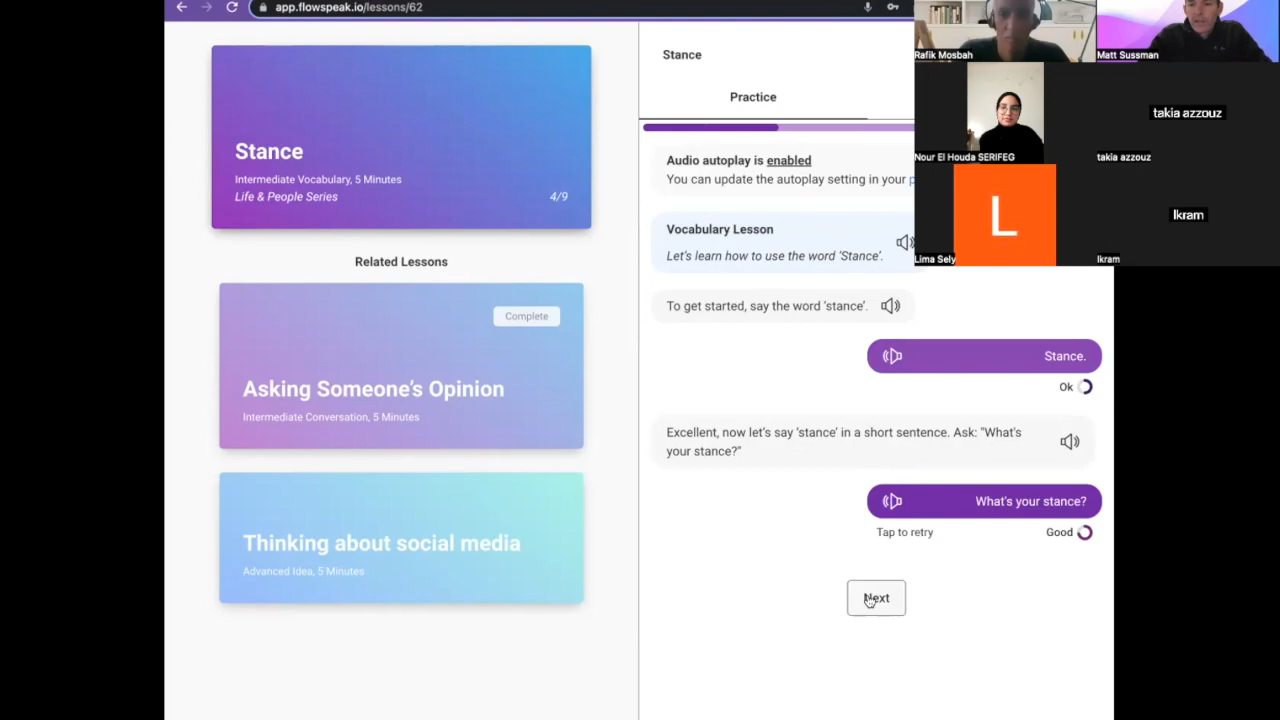 app.flowspeak.io/lessons/62
Stance
Intermediate Vocabulary, 5 Minutes
Life & People Series
4/9
Related Lessons
Complete
Asking Someone's Opinion
Intermediate Conversation, 5 Minutes
Thinking about social media
Advanced Idea, 5 Minutes
Stance
Practice
Audio autoplay is enabled
You can update the autoplay setting in your
Vocabulary Lesson
Let's learn how to use the word 'Stance'.
To get started, say the word 'stance'.
Stance.
Ok
Excellent, now let's say 'stance' in a short sentence. Ask: "What's
your stance?"
What's your stance?
Tap to retry
Good
Next
Rafik Mosbah
Matt Sussman
Nour El Houda SERIFEG
takia azzouz
takia azzouz
L
Lima Sely
Ikram
Ikram